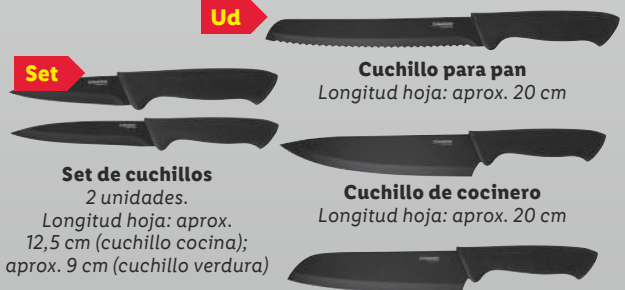 Ud
Cuchillo para pan
Longitud hoja: aprox. 20 cm
Set
Set de cuchillos
2 unidades.
Longitud hoja: aprox.
12,5 cm (cuchillo cocina);
aprox. 9 cm (cuchillo verdura)
Cuchillo de cocinero
Longitud hoja: aprox. 20 cm